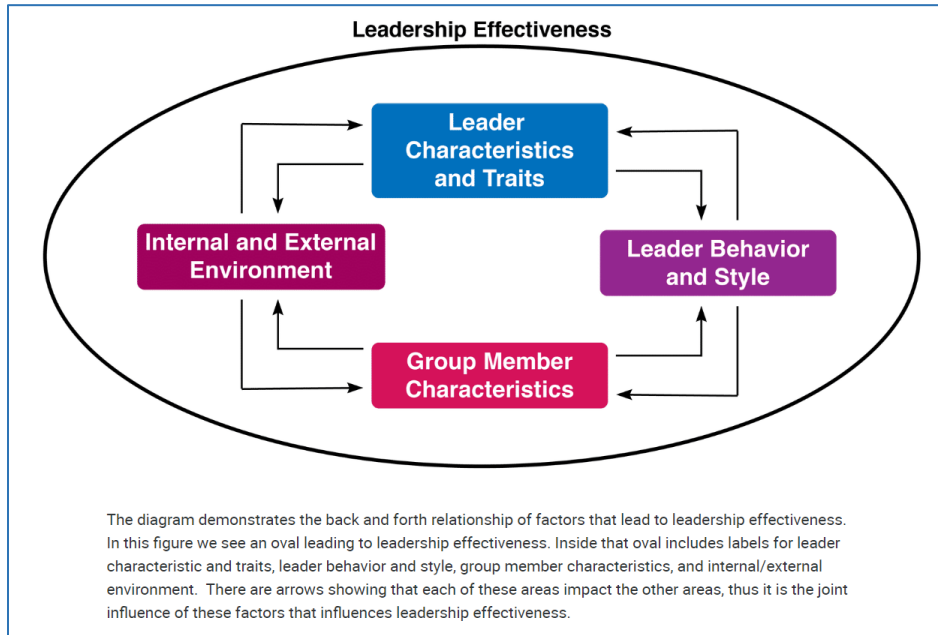 Leadership Effectiveness
Leader
Characteristics
and Traits
Internal and External
Environment
Leader Behavior
and Style
Group Member
Characteristics
The diagram demonstrates the back and forth relationship of factors that lead to leadership effectiveness.
In this figure we see an oval leading to leadership effectiveness. Inside that oval includes labels for leader
characteristic and traits, leader behavior and style, group member characteristics, and internal/external
environment.  There are arrows showing that each of these areas impact the other areas, thus it is the joint
influence of these factors that influences leadership effectiveness.